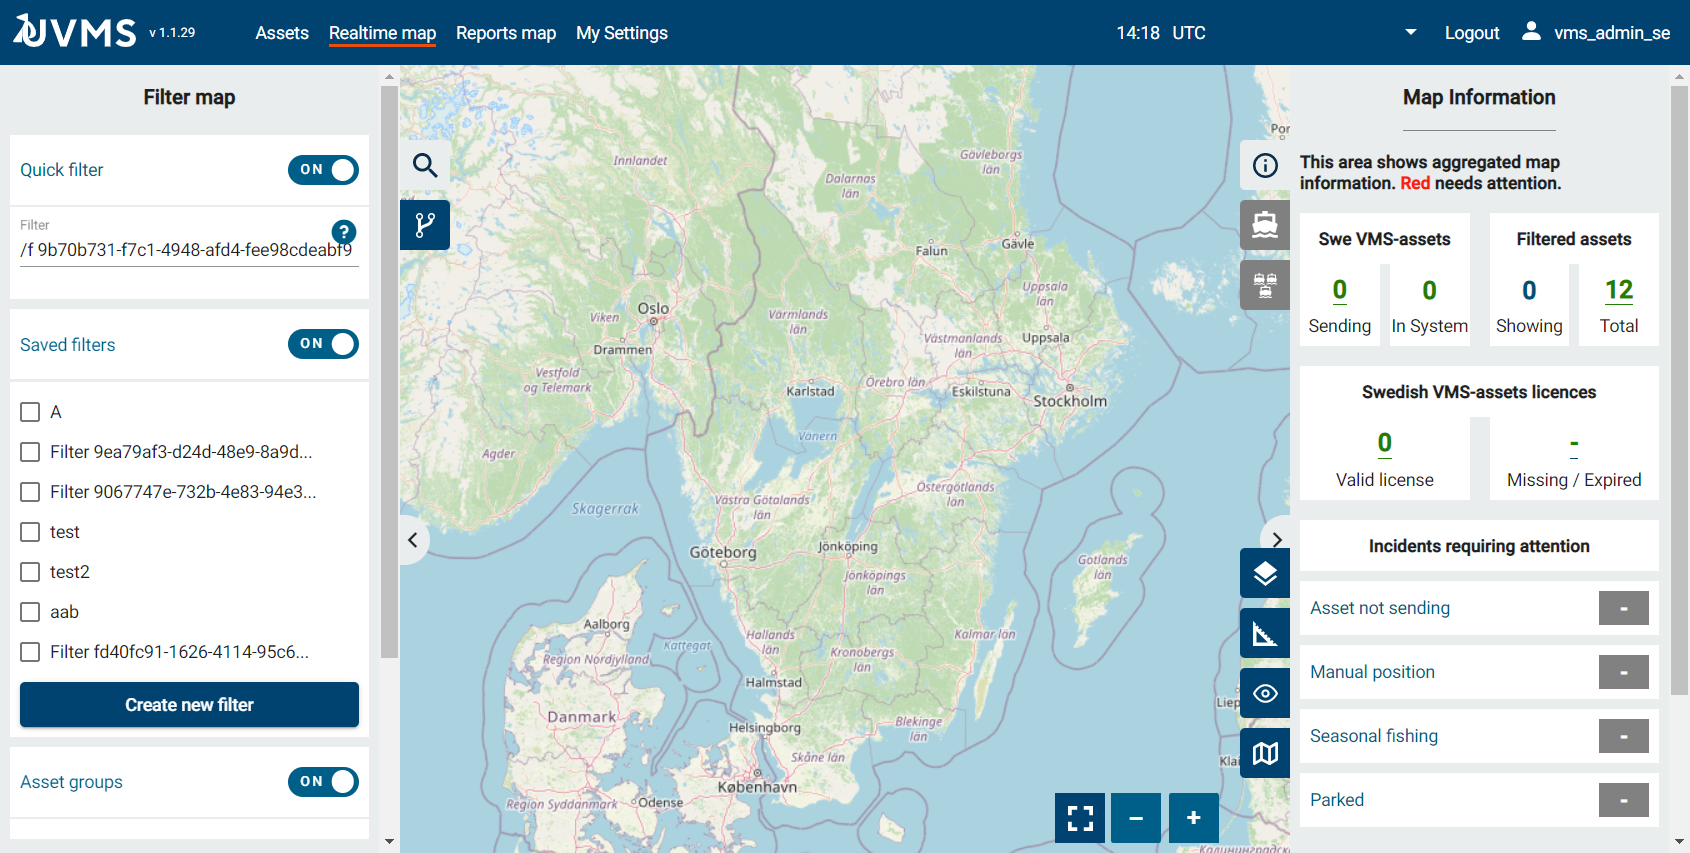 UVMS v 1.1.29
Assets
Realtime map
Reports map
My Settings
14:18 UTC
Logout
vms_admin_se
Filter map
Quick filter
ON
Filter
?
/f 9b70b731-f7c1-4948-afd4-fee98cdeabf9
Saved filters
ON
A
Filter 9ea79af3-d24d-48e9-8a9d...
Filter 9067747e-732b-4e83-94e3...
test
test2
aab
Filter fd40fc91-1626-4114-95c6...
Create new filter
Asset groups
ON
Innlandet
Dalarnas
län
Gävleborgs
län
Por
Falun
Gävle
Uppsala
län
Oslo
Viken
Värmlands
län
Drammen
Västmanlands
län
Uppsala
Vestfold
og Telemark
Karlstad
Örebro län
Eskilstuna
Stockholm
Vänern
Agder
Östergötlands
län
Västra Götalands
län
Skagerrak
Göteborg
Jönköping
Jönköpings
län
Gotlands
län
Aalborg
Hallands
län
Kalmar län
Kattegat
Region Nordjylland
Kronobergs
län
Halmstad
Liep
Danmark
Helsingborg
Blekinge
län
Skåne län
Klai
København
Region Syddanmark
Odense
Калининградска
−
+
Map Information
This area shows aggregated map
information. Red needs attention.
Swe VMS-assets
0
Sending
0
In System
Filtered assets
0
Showing
12
Total
Swedish VMS-assets licences
0
Valid license
-
Missing / Expired
Incidents requiring attention
Asset not sending
-
Manual position
-
Seasonal fishing
-
Parked
-